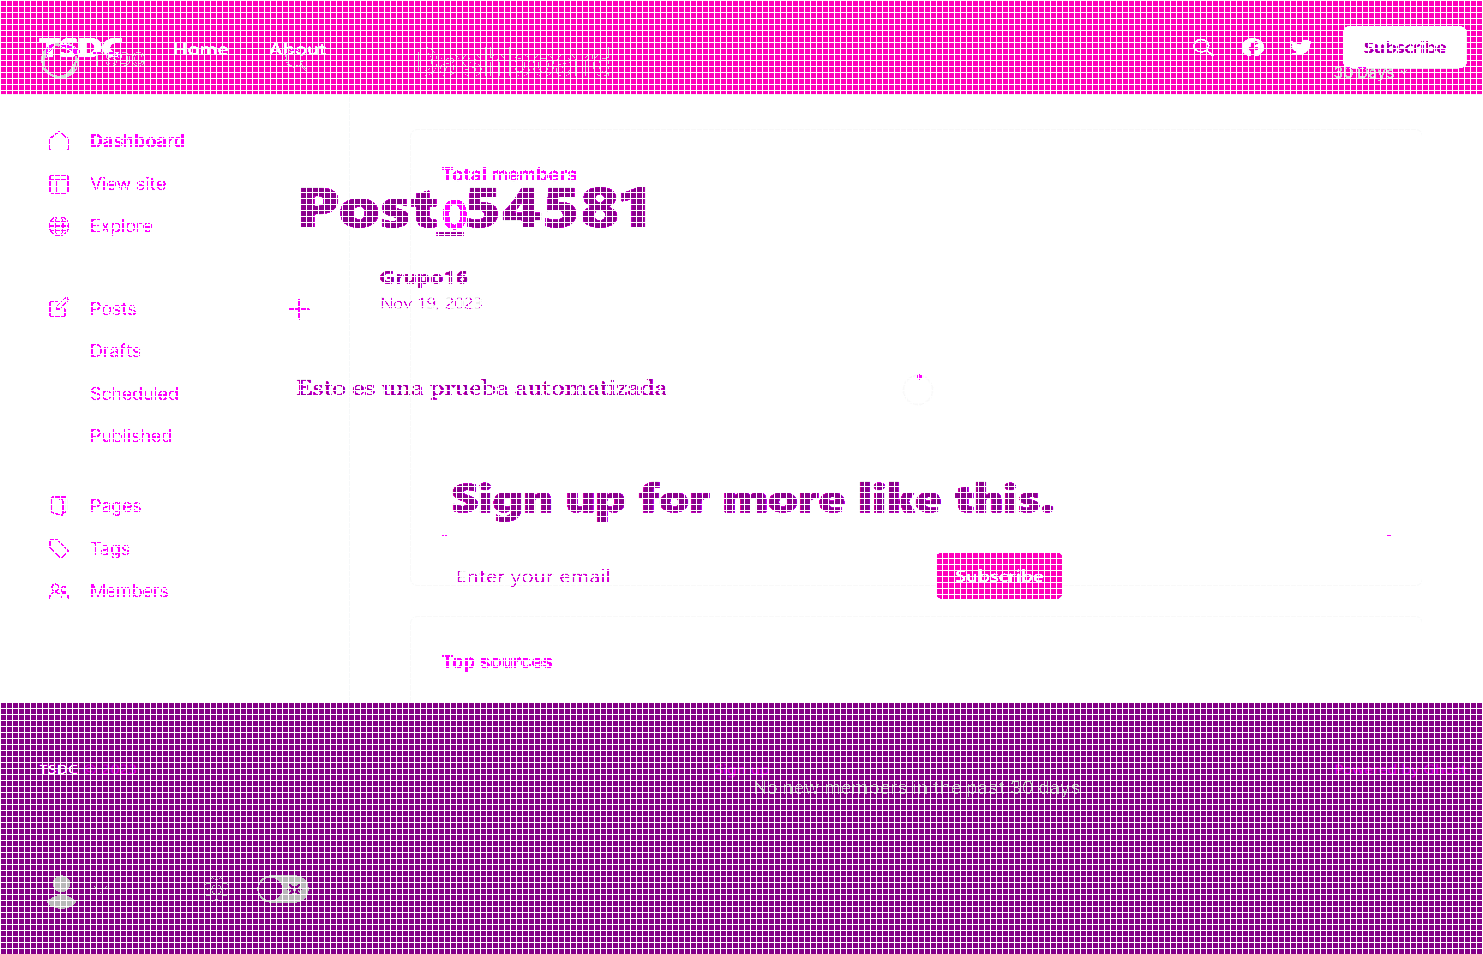 TSDC Home About Dashboard Subscribe
30 Days
Dashboard
Total members
View site
Post 54581
0
Explore
Grupo16
Nov 19, 2023
Posts
Drafts
Esto es una prueba automatizada
Scheduled
Published
Sign up for more like this.
Pages
Tags
Enter your email Subscribe
Members
Top sources
TSDC
No new members in the past 30 days